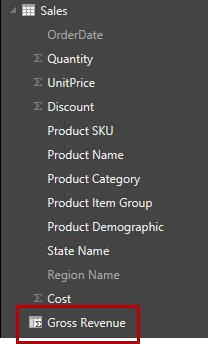 Sales
OrderDate
Quantity
UnitPrice
Discount
Product SKU
Product Name
Product Category
Product Item Group
Product Demographic
State Name
Region Name
Cost
Gross Revenue